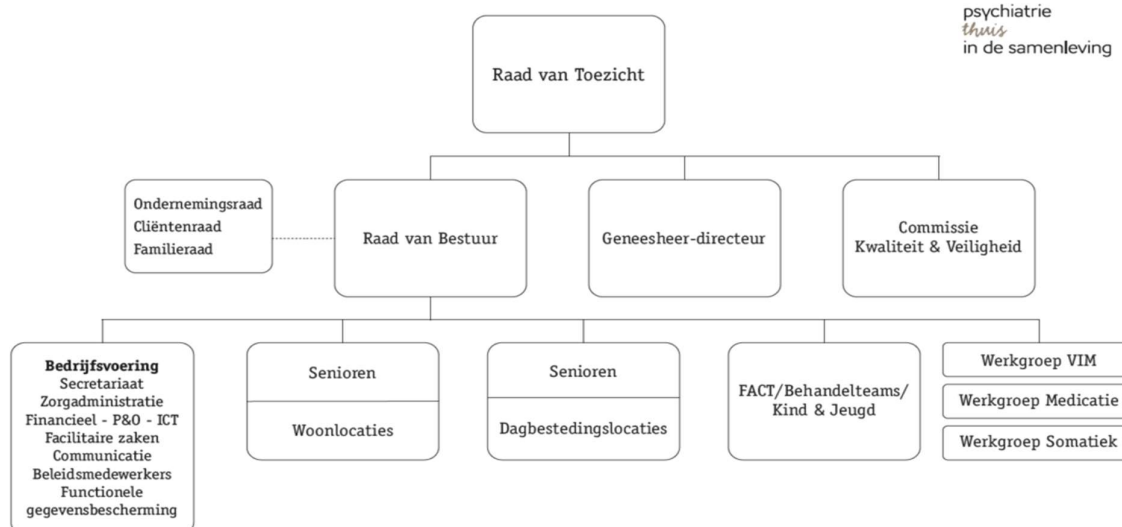 psychiatrie
thuis
in de samenleving
Raad van Toezicht
Ondernemingsraad
Cliëntenraad
Familieraad
Raad van Bestuur
Geneesheer-directeur
Commissie
Kwaliteit & Veiligheid
Bedrijfsvoering
Secretariaat
Zorgadministratie
Financieel - P&O - ICT
Facilitaire zaken
Communicatie
Beleidsmedewerkers
Functionele
gegevensbescherming
Senioren
Woonlocaties
Senioren
Dagbestedingslocaties
FACT/Behandelteams/
Kind & Jeugd
Werkgroep VIM
Werkgroep Medicatie
Werkgroep Somatiek